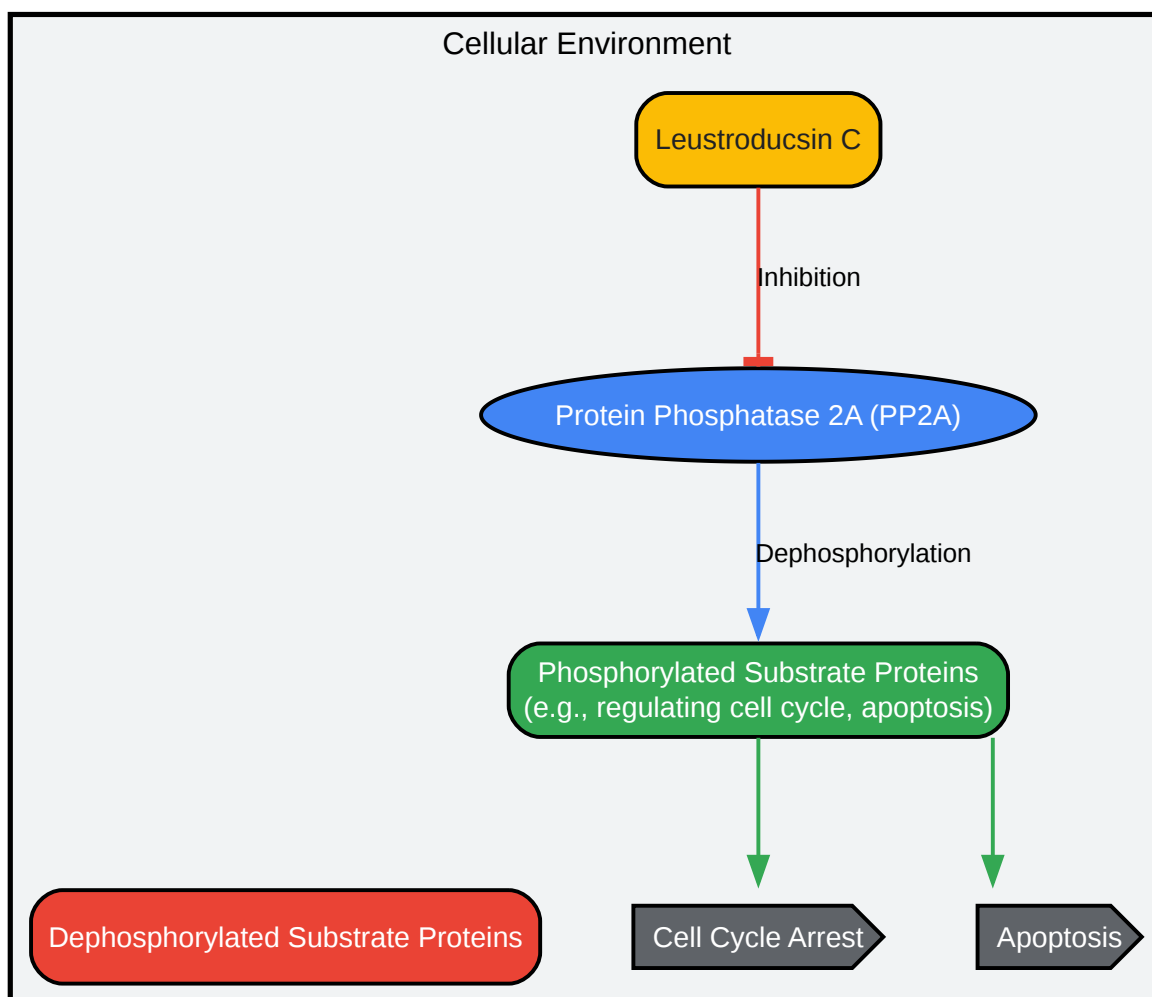 Cellular Environment
Leustroducsin C
Inhibition
Protein Phosphatase 2A (PP2A)
Dephosphorylation
Phosphorylated Substrate Proteins
(e.g., regulating cell cycle, apoptosis)
Dephosphorylated Substrate Proteins
Cell Cycle Arrest
Apoptosis